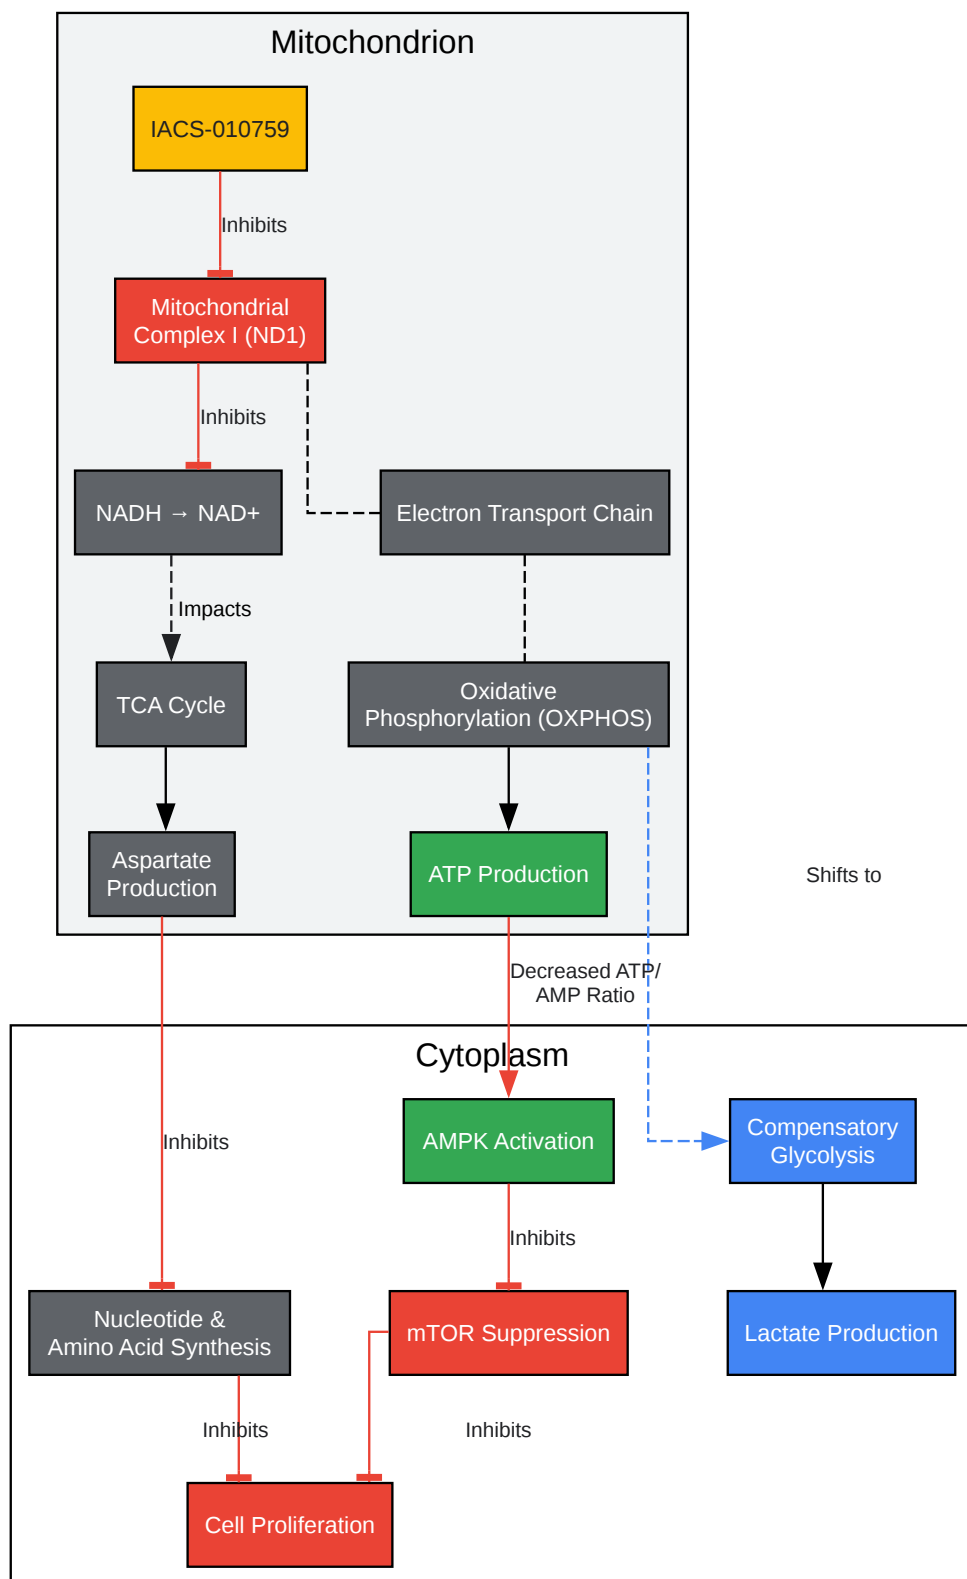 Mitochondrion
IACS-010759
Inhibits
Mitochondrial
Complex I (ND1)
Inhibits
NADH → NAD+
Electron Transport Chain
Impacts
TCA Cycle
Oxidative
Phosphorylation (OXPHOS)
Aspartate
Production
ATP Production
Shifts to
Decreased ATP/
AMP Ratio
Cytoplasm
Inhibits
AMPK Activation
Compensatory
Glycolysis
Inhibits
Nucleotide &
Amino Acid Synthesis
mTOR Suppression
Lactate Production
Inhibits
Inhibits
Cell Proliferation